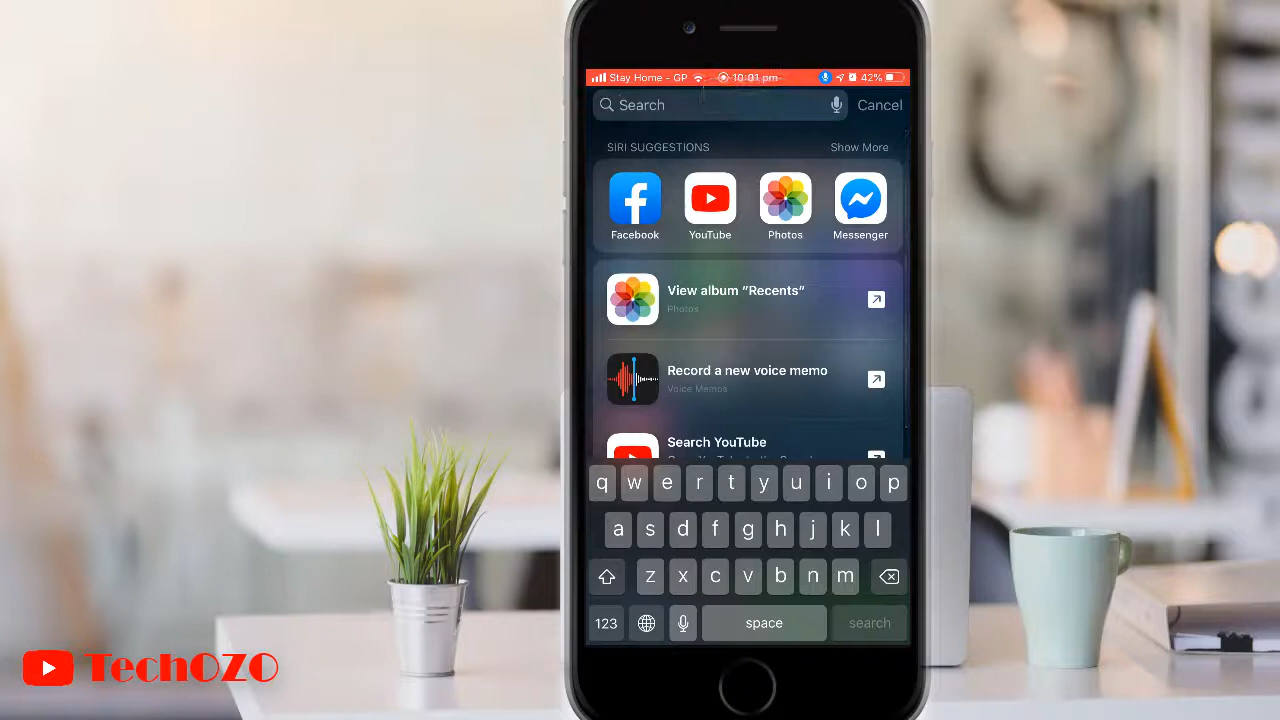 Stay Home - GP 10:01 pm 42%
Search Cancel
SIRI SUGGESTIONS Show More
Facebook YouTube Photos Messenger
View album “Recents”
Photos
Record a new voice memo
Voice Memos
Search YouTube
q w e r t y u i o p
a s d f g h j k l
z x c v b n m
123 space search
TechOZO